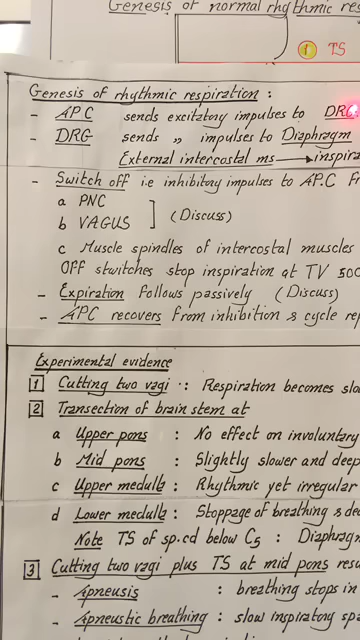 Genesis of normal rhythmic res
1 TS
Genesis of rhythmic respiration :
- APC sends excitatory impulses to DRG
- DRG sends ,, impulses to Diaphragm
External intercostal ms → inspira
- Switch off i.e inhibitory impulses to AP.C Fr
a PNC
b VAGUS ] (Discuss)
c Muscle spindles of intercostal muscles
OFF stwitches stop inspiration at TV 500
- Expiration follows passively (Discuss)
- APC recovers from inhibition & cycle rep
Experimental evidence
1 Cutting two vagi : Respiration becomes slo
2 Transection of brain stem at
a Upper pons : No effect on involuntary
b Mid pons : Slightly slower and deep
c Upper medulla : Rhythmic yet irregular
d Lower medulla : Stoppage of breathing & de
Note TS of sp.cd below C5 : Diaphrag
3 Cutting two vagi plus TS at mid pons resu
- Apneusis : breathing stops in
- Apneustic breathing : slow inspiratory spa